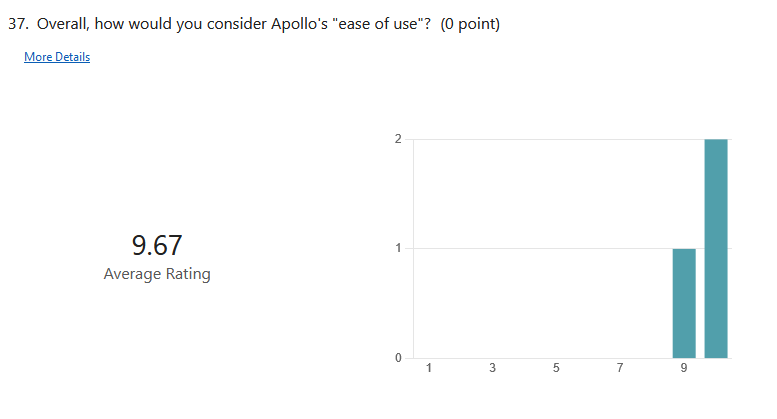 37. Overall, how would you consider Apollo's "ease of use"? (0 point)
More Details
2
1
9.67
Average Rating
0
1 3 5 7 9